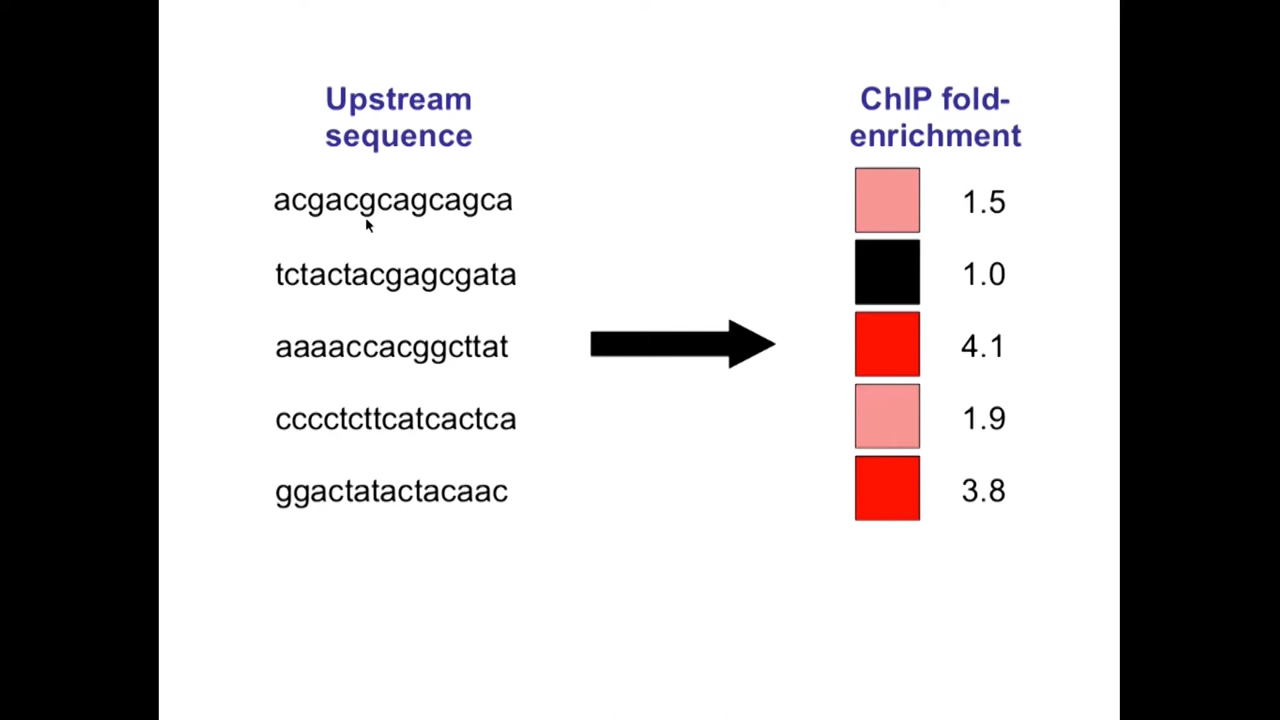 Upstream
sequence
ChIP fold-
enrichment
acgacgcagcagca
1.5
tctactacgagcgata
1.0
aaaaccacggcttat
4.1
cccctcttcatcactca
1.9
ggactatactacaac
3.8